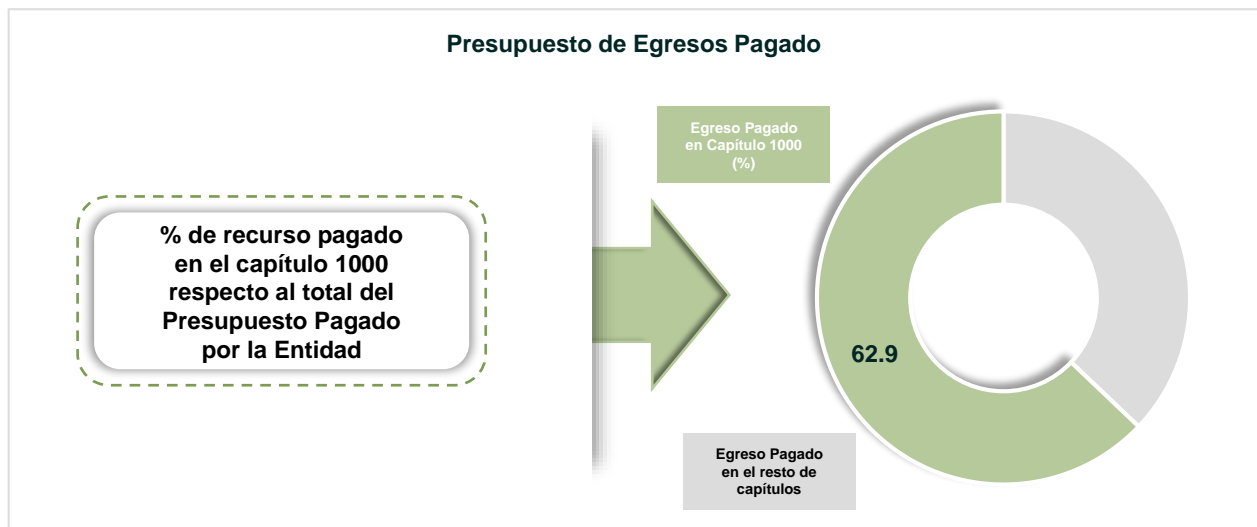 Presupuesto de Egresos Pagado
Egreso Pagado
en Capítulo 1000
(%)
% de recurso pagado
en el capítulo 1000
respecto al total del
Presupuesto Pagado
por la Entidad
62.9
Egreso Pagado
en el resto de
capítulos